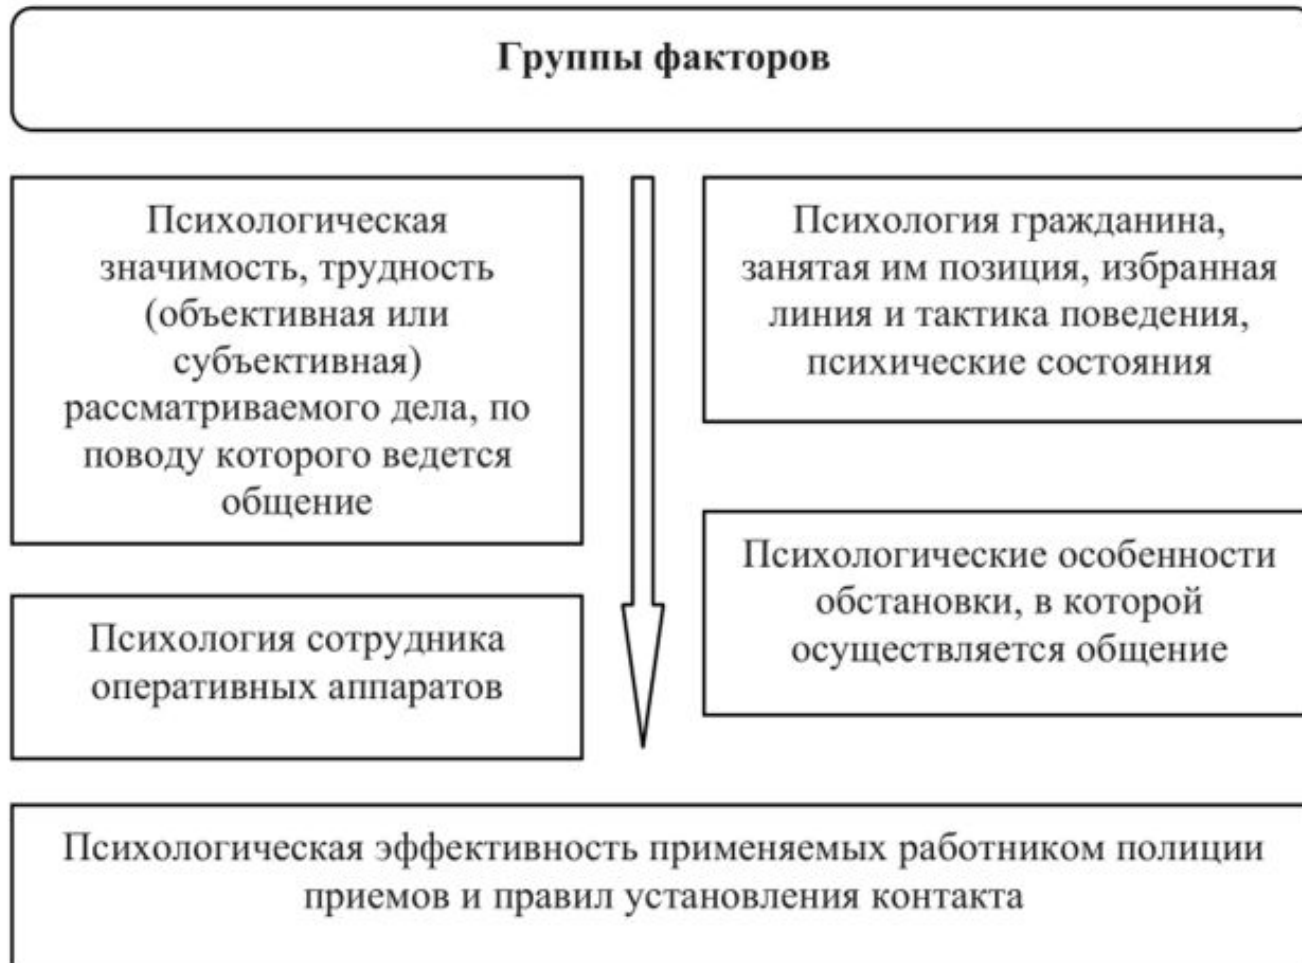 Группы факторов
Психологическая
значимость, трудность
(объективная или
субъективная)
рассматриваемого дела, по
поводу которого ведется
общение
Психология гражданина,
занятая им позиция, избранная
линия и тактика поведения,
психические состояния
Психология сотрудника
оперативных аппаратов
Психологические особенности
обстановки, в которой
осуществляется общение
Психологическая эффективность применяемых работником полиции
приемов и правил установления контакта